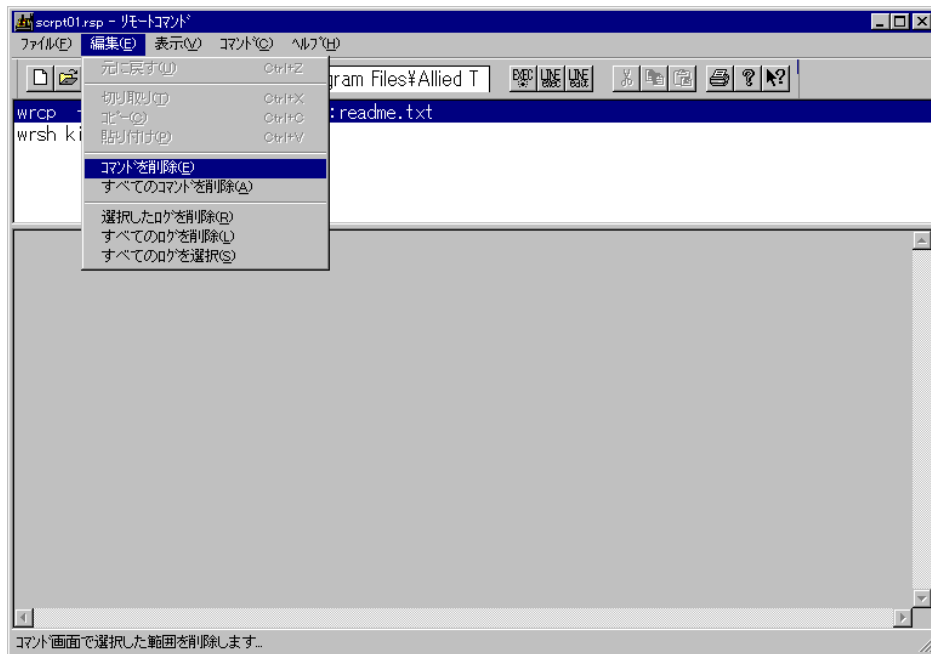 scrpt01.rsp - ﾘﾓｰﾄｺﾏﾝﾄﾞ
ﾌｧｲﾙ(F) 編集(E) 表示(V) ｺﾏﾝﾄﾞ(C) ﾍﾙﾌﾟ(H)
gram Files¥Allied T
EXEC LINE LINE
元に戻す(U) Ctrl+Z
切り取り(T) Ctrl+X
ｺﾋﾟｰ(C) Ctrl+C
貼り付け(P) Ctrl+V
ｺﾏﾝﾄﾞを削除(E)
すべてのｺﾏﾝﾄﾞを削除(A)
選択したﾛｸﾞを削除(R)
すべてのﾛｸﾞを削除(L)
すべてのﾛｸﾞを選択(S)
wrcp :readme.txt
wrsh ki
ｺﾏﾝﾄﾞ画面で選択した範囲を削除します...